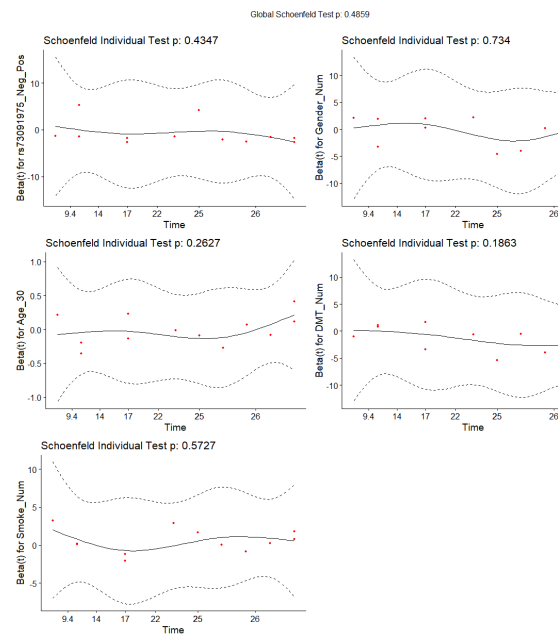 Global Schoenfeld Test p: 0.4859
Schoenfeld Individual Test p: 0.4347
Beta(t) for rs73091975_Neg_Pos
10
0
-10
9.4 14 17 22 25 26
Time
Schoenfeld Individual Test p: 0.734
Beta(t) for Gender_Num
10
5
0
-5
-10
9.4 14 17 22 25 26
Time
Schoenfeld Individual Test p: 0.2627
Beta(t) for Age_30
1.0
0.5
0.0
-0.5
-1.0
9.4 14 17 22 25 26
Time
Schoenfeld Individual Test p: 0.1863
Beta(t) for DMT_Num
10
5
0
-5
-10
9.4 14 17 22 25 26
Time
Schoenfeld Individual Test p: 0.5727
Beta(t) for Smoke_Num
10
5
0
-5
9.4 14 17 22 25 26
Time